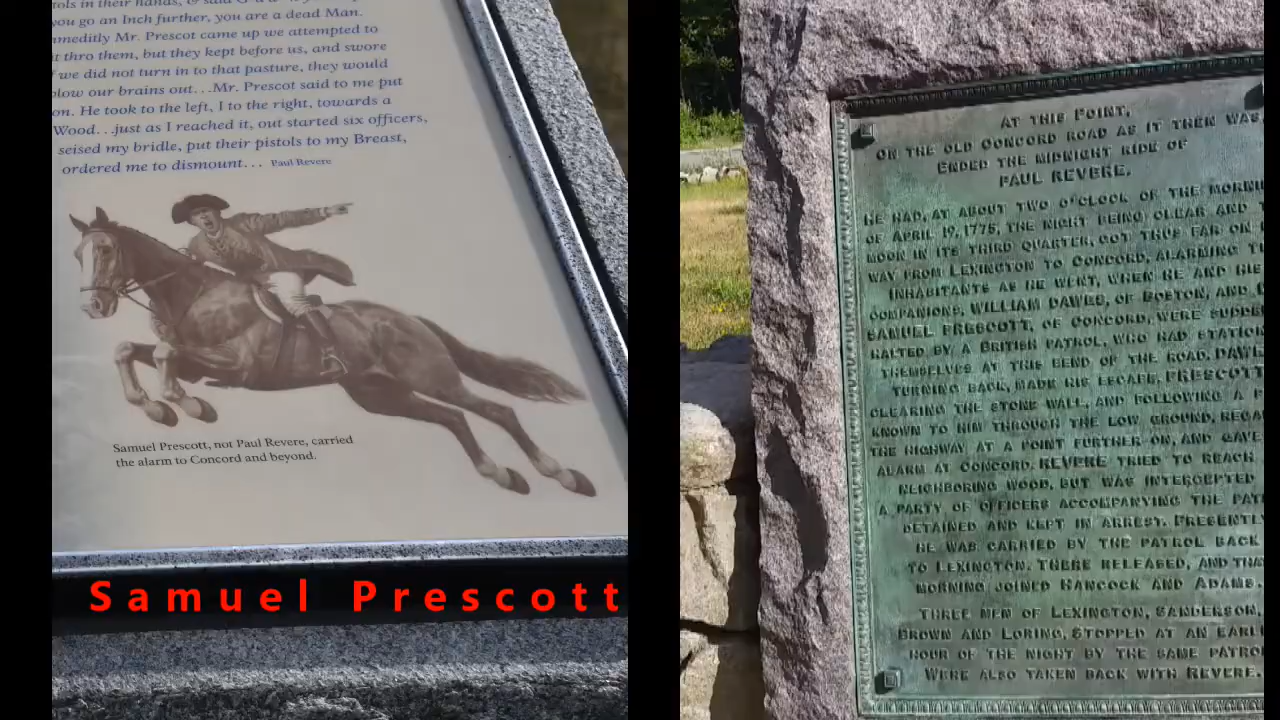 in their hands,
you go an Inch further, you are a dead Man.
Mr. Prescot came up we attempted to
thro them, but they kept before us, and swore
we did not turn in to that pasture, they would
our brains out...Mr. Prescot said to me put
on. He took to the left, I to the right, towards a
Wood...just as I reached it, out started six officers,
seised my bridle, put their pistols to my Breast,
ordered me to dismount... Paul Revere
Samuel Prescott, not Paul Revere, carried
the alarm to Concord and beyond.
Samuel Prescott
AT THIS POINT,
ON THE OLD CONCORD ROAD AS IT THEN WAS,
ENDED THE MIDNIGHT RIDE OF
PAUL REVERE.
HE HAD, AT ABOUT TWO O'CLOCK OF THE
OF APRIL 19, 1775, THE NIGHT BEING CLEAR AND
MOON IN ITS THIRD QUARTER, GOT THUS FAR ON
WAY FROM LEXINGTON TO CONCORD, ALARMING
INHABITANTS AS HE WENT, WHEN HE AND HIS
COMPANIONS, WILLIAM DAWES, OF BOSTON, AND
SAMUEL PRESCOTT, OF CONCORD, WERE
HALTED BY A BRITISH PATROL, WHO HAD
THEMSELVES AT THIS BEND OF THE ROAD.
TURNING BACK, MADE HIS ESCAPE, PRESCOTT
CLEARING THE STONE WALL, AND FOLLOWING A
KNOWN TO HIM THROUGH THE LOW GROUND,
THE HIGHWAY AT A POINT FURTHER ON, AND GAVE
ALARM AT CONCORD. REVERE TRIED TO REACH
NEIGHBORING WOOD, BUT WAS INTERCEPTED
A PARTY OF OFFICERS ACCOMPANYING THE
DETAINED AND KEPT IN ARREST. PRESENTLY
HE WAS CARRIED BY THE PATROL BACK
TO LEXINGTON, THERE RELEASED, AND
MORNING JOINED HANCOCK AND ADAMS.
THREE MEN OF LEXINGTON, SANDERSON,
BROWN AND LORING, STOPPED AT AN
HOUR OF THE NIGHT BY THE SAME
WERE ALSO TAKEN BACK WITH REVERE.